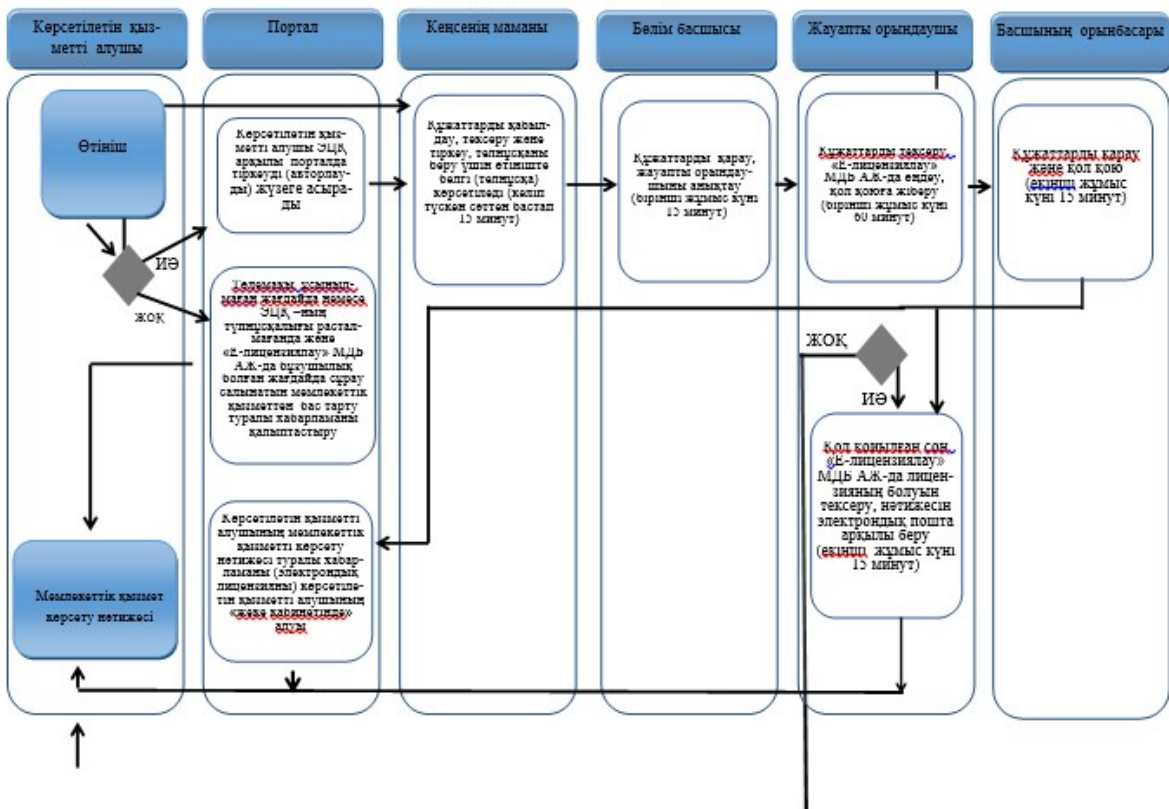 Көрсетілетін қыз-
метті алушы
Портал
Кеңсенің маманы
Бөлім басшысы
Жауапты орындаушы
Басшының орынбасары
Өтініш
Көрсетілетін қыз-
метті алушы ЭЦҚ
арқылы порталда
тіркеуді (авторлау-
ды) жүзеге асыра-
ды
Құжаттарды қабыл-
дау, тексеру және
тіркеу, төлнұсқаны
беру үшін өтінішке
белгі (төлнұсқа)
көрсетіледі (келіп
түскен сәттен бастап
15 минут)
Құжаттарды қарау,
жауапты орындау-
шыны анықтау
(бірінші жұмыс күні
15 минут)
Құжаттарды тексеру,
«Е-лицензиялау»
МДБ АЖ-да өңдеу,
қол қоюға жіберу
(бірінші жұмыс күні
60 минут)
Құжаттарды қарау
және қол қою
(екінші жұмыс
күні 15 минут)
ИӘ
жоқ
Төлемақы ұсыныл-
маған жағдайда немесе
ЭЦҚ –ның
түпнұсқалығы растал-
мағанда және
«Е-лицензиялау» МДБ
АЖ-да бұзушылық
болған жағдайда сұрау
салынатын мемлекеттік
қызметтен бас тарту
туралы хабарламаны
қалыптастыру
ЖОҚ
ИӘ
Қол қойылған соң,
«Е-лицензиялау»
МДБ АЖ-да лицен-
зияның болуын
тексеру, нәтижесін
электрондық пошта
арқылы беру
(екінші жұмыс күні
15 минут)
Көрсетілетін қызметті
алушының мемлекеттік
қызметті көрсету
нәтижесі туралы хабар-
ламаны (электрондық
лицензияны) көрсетіле-
тін қызметті алушының
«жеке кабинетінде»
алуы
Мемлекеттік қызмет
көрсету нәтижесі